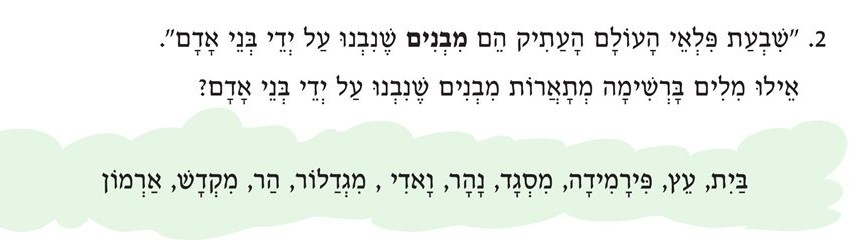 2. "שִׁבְעַת פִּלְאֵי הָעוֹלָם הָעַתִּיק הֵם מִבְנִים שֶׁנִּבְנוּ עַל יְדֵי בְּנֵי אָדָם".
אֵילוּ מִלִּים בָּרְשִׁימָה מְתָאֲרוֹת מִבְנִים שֶׁנִּבְנוּ עַל יְדֵי בְּנֵי אָדָם?
בַּיִת, עֵץ, פִּירָמִידָה, מִסְגָּד, נָהָר, וָאדִי , מִגְדַלּוֹר, הַר, מִקְדָּשׁ, אַרְמוֹן